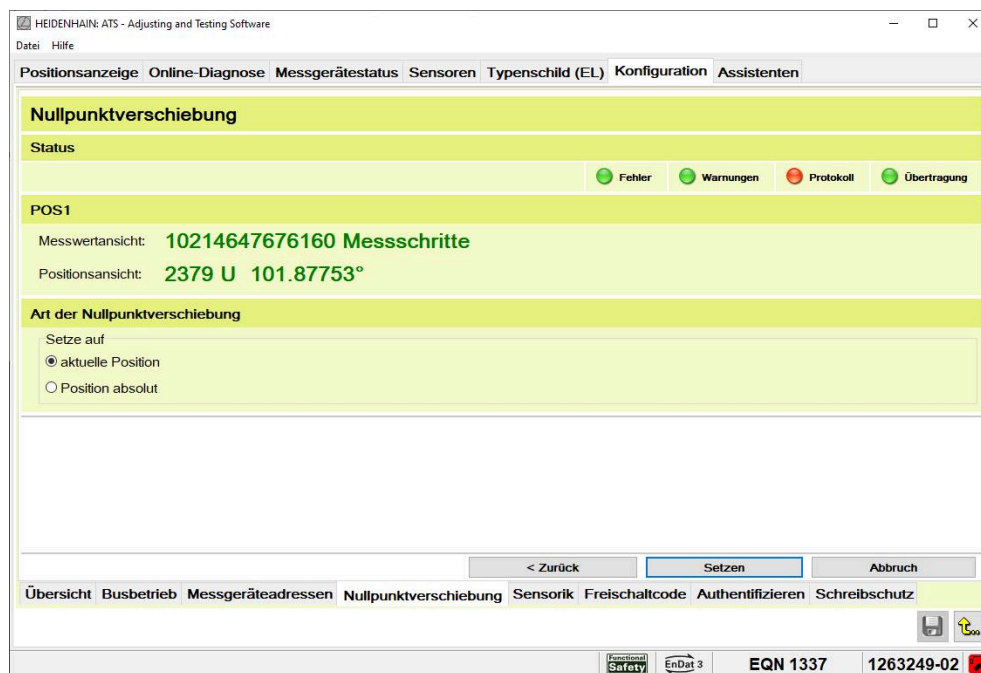 HEIDENHAIN: ATS - Adjusting and Testing Software
Datei Hilfe
Positionsanzeige Online-Diagnose Messgerätestatus Sensoren Typenschild (EL) Konfiguration Assistenten
Nullpunktverschiebung
Status
Fehler Warnungen Protokoll Übertragung
POS1
Messwertansicht: 10214647676160 Messschritte
Positionsansicht: 2379 U 101.87753°
Art der Nullpunktverschiebung
Setze auf
aktuelle Position
Position absolut
< Zurück Setzen Abbruch
Übersicht Busbetrieb Messgeräteadressen Nullpunktverschiebung Sensorik Freischaltcode Authentifizieren Schreibschutz
Functional Safety EnDat 3 EQN 1337 1263249-02